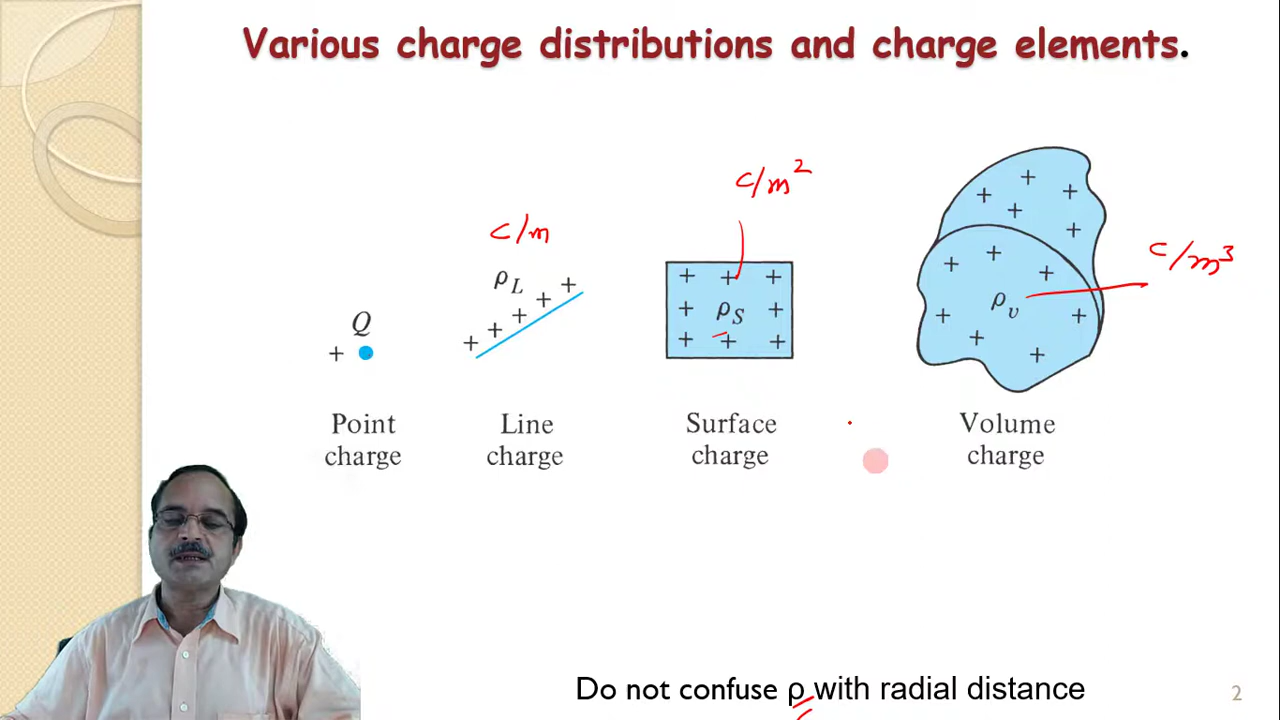 Various charge distributions and charge elements.
C/m²
C/m
C/m³
ρL
+ + + + +
Q
+
+ + +
+ ρS +
+ + +
+ + + + +
+ + +
ρv
+ + + +
Point charge
Line charge
Surface charge
Volume charge
Do not confuse ρ with radial distance
2